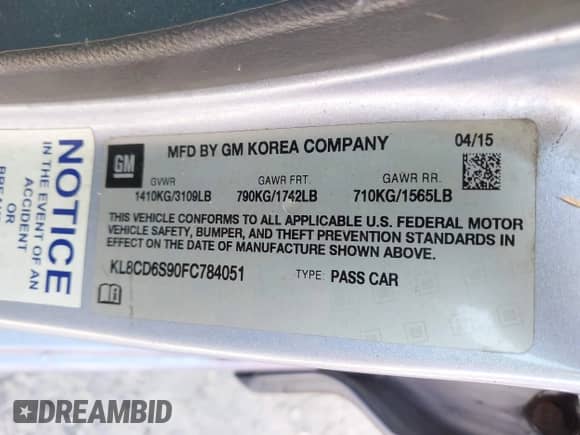 NOTICE
IN THE EVENT OF AN
ACCIDENT
GM
MFD BY GM KOREA COMPANY
04/15
GVWR
GAWR FRT.
GAWR RR.
1410KG/3109LB
790KG/1742LB
710KG/1565LB
THIS VEHICLE CONFORMS TO ALL APPLICABLE U.S. FEDERAL MOTOR
VEHICLE SAFETY, BUMPER, AND THEFT PREVENTION STANDARDS IN
EFFECT ON THE DATE OF MANUFACTURE SHOWN ABOVE.
KL8CD6S90FC784051
TYPE: PASS CAR
DREAMBID